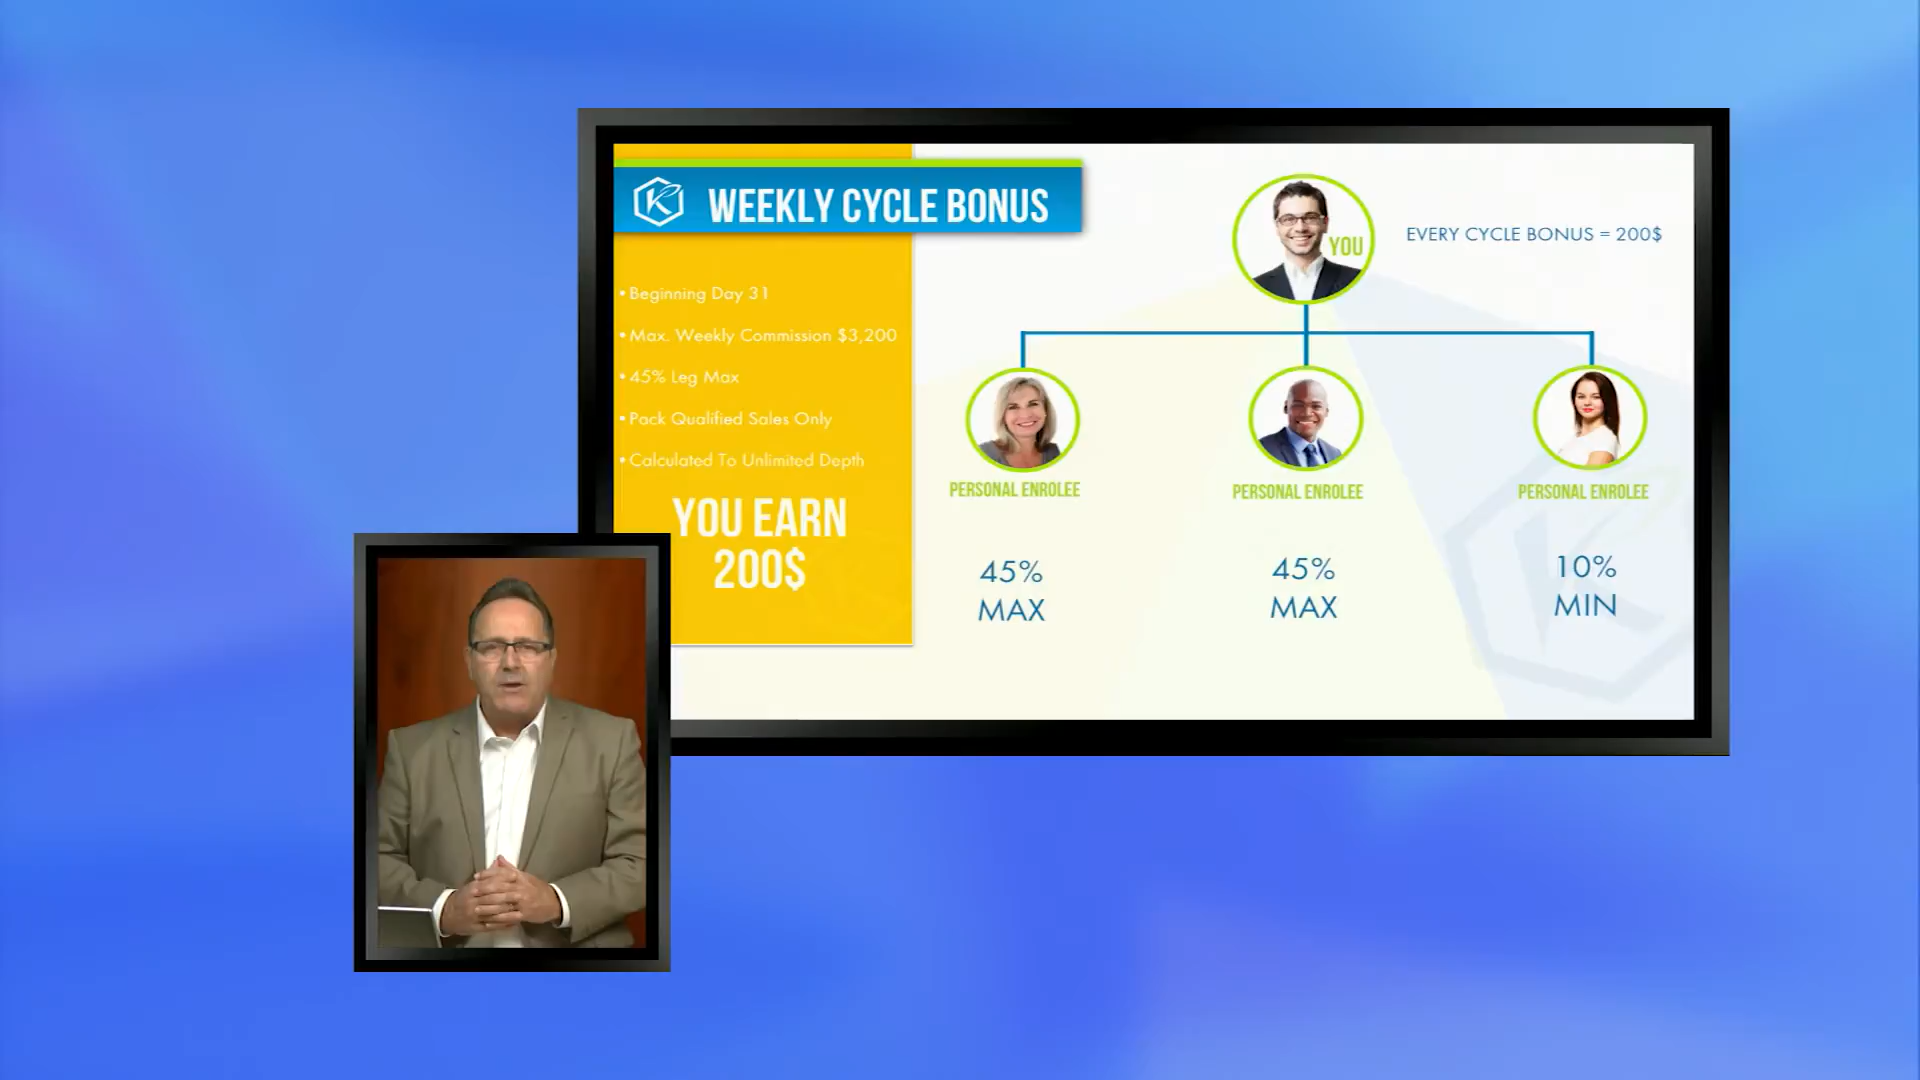 WEEKLY CYCLE BONUS
• Beginning Day 31
• Max. Weekly Commission $3,200
• 45% Leg Max
• Pack Qualified Sales Only
• Calculated To Unlimited Depth
YOU EARN
200$
YOU
EVERY CYCLE BONUS = 200$
PERSONAL ENROLEE
PERSONAL ENROLEE
PERSONAL ENROLEE
45%
MAX
45%
MAX
10%
MIN